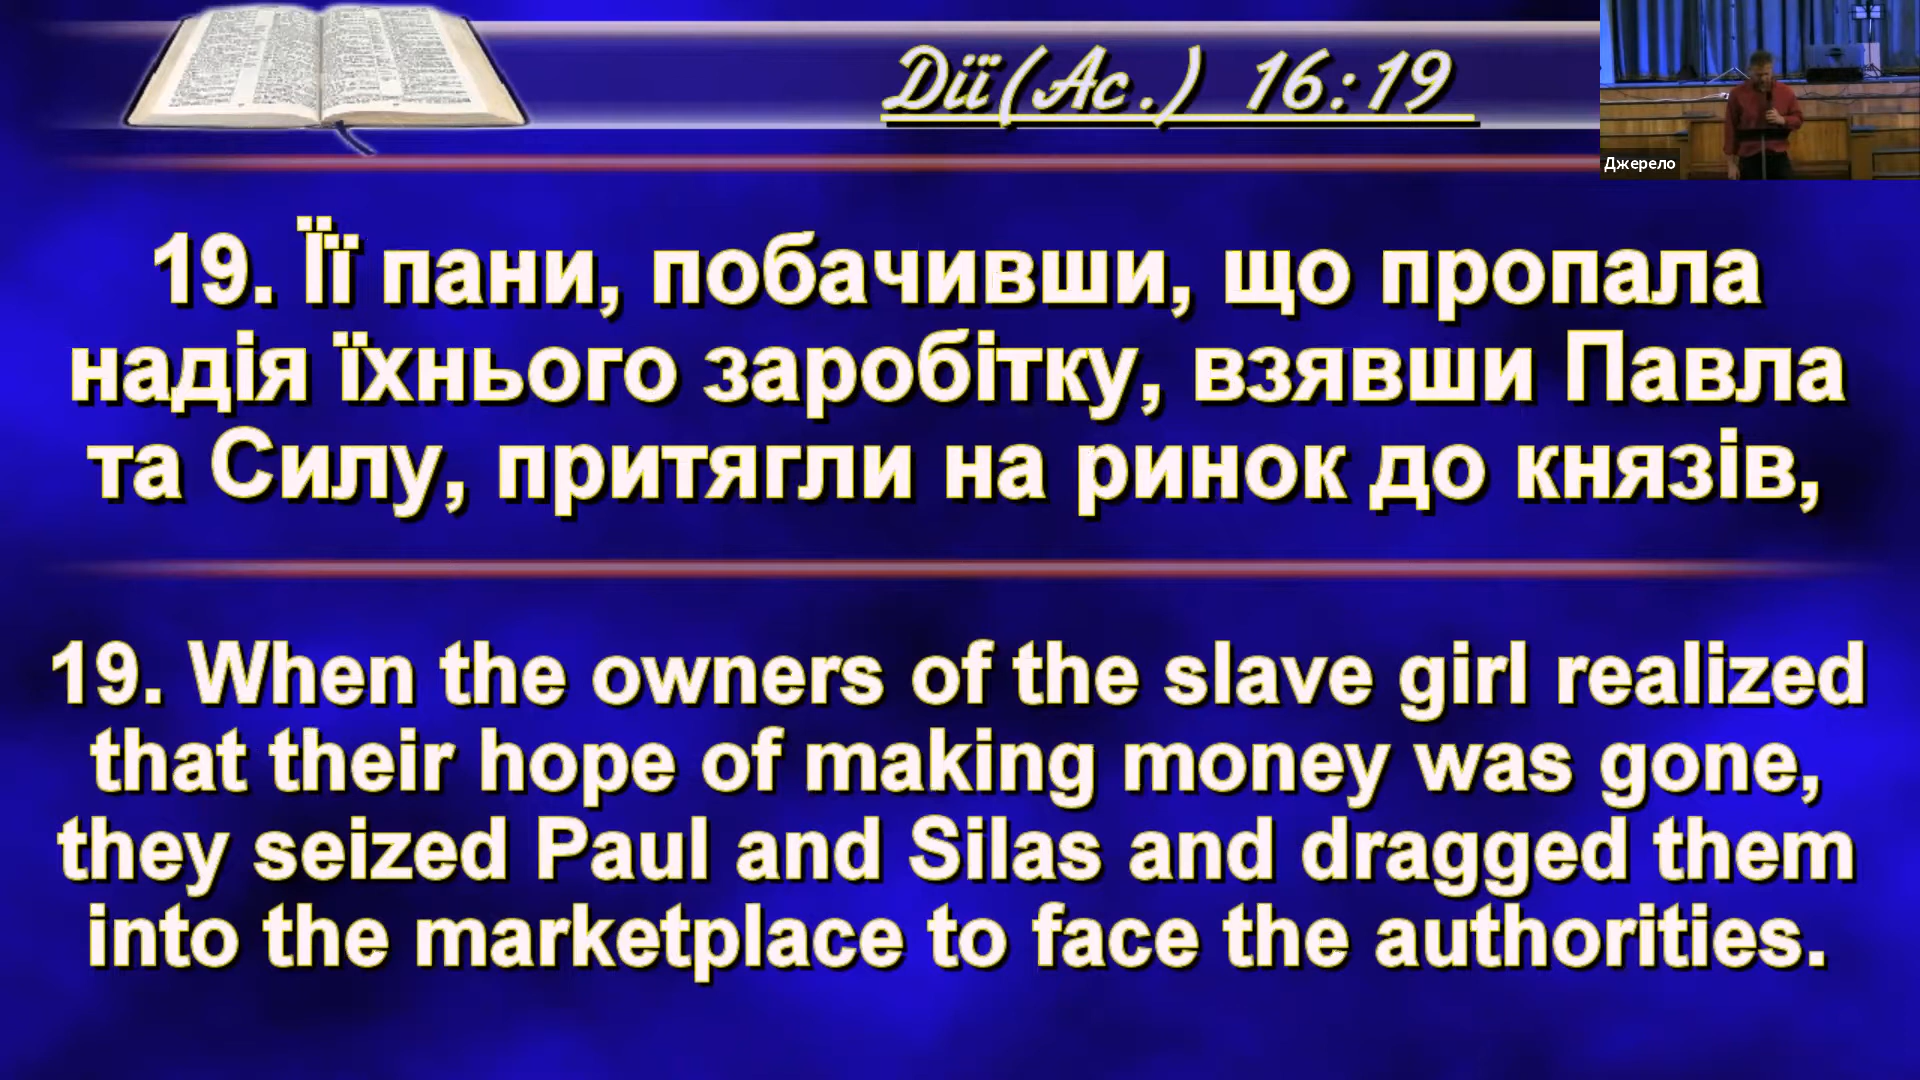 Дії(Ac.) 16:19
Джерело
19. Її пани, побачивши, що пропала
надія їхнього заробітку, взявши Павла
та Силу, притягли на ринок до князів,
19. When the owners of the slave girl realized
that their hope of making money was gone,
they seized Paul and Silas and dragged them
into the marketplace to face the authorities.